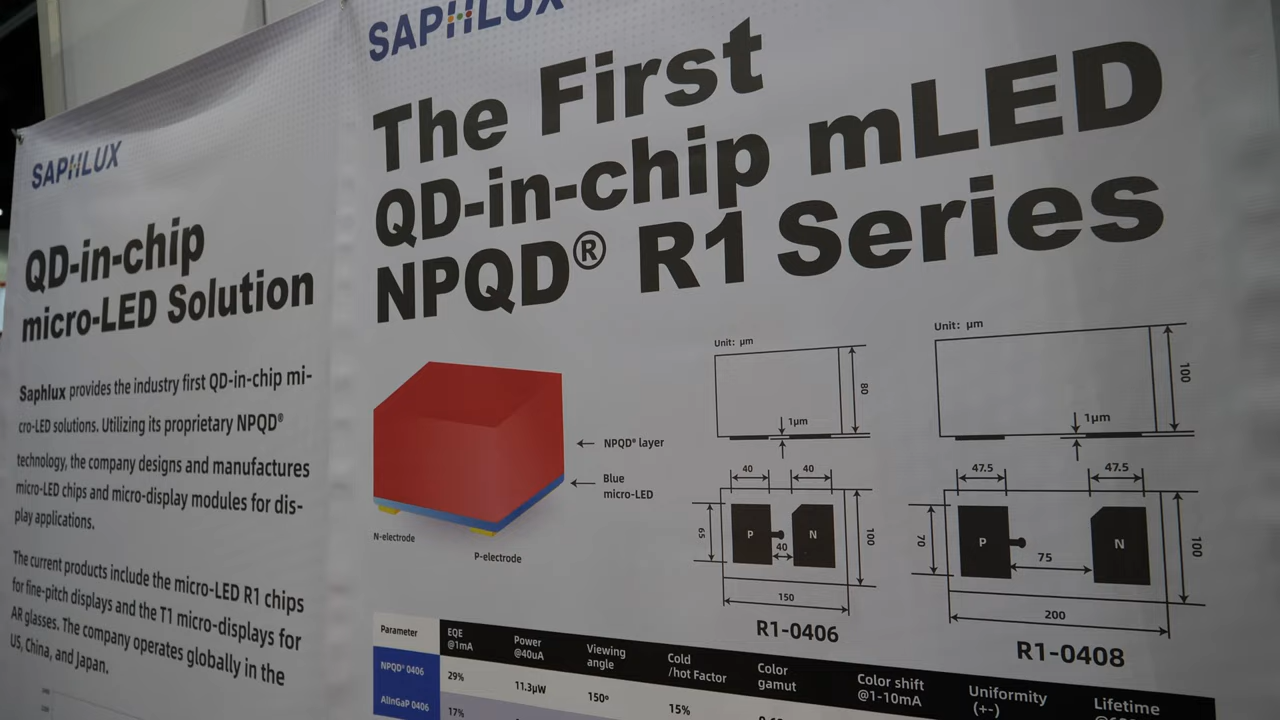 SAPHLUX
QD-in-chip
micro-LED Solution
Saphlux provides the industry first QD-in-chip mi-
cro-LED solutions. Utilizing its proprietary NPQD®
technology, the company designs and manufactures
micro-LED chips and micro-display modules for dis-
play applications.
The current products include the micro-LED R1 chips
for fine-pitch displays and the T1 micro-displays for
AR glasses. The company operates globally in the
US, China, and Japan.
SAPHLUX
The First
QD-in-chip mLED
NPQD® R1 Series
NPQD® layer
Blue
micro-LED
N-electrode
P-electrode
Unit: μm
80
1μm
40 40
65
P
N
40
100
150
R1-0406
Unit: μm
100
1μm
47.5 47.5
70
P
N
75
100
200
R1-0408
Parameter
EQE
@1mA
Power
@40uA
Viewing
angle
Cold
/hot Factor
Color
gamut
Color shift
@1-10mA
Uniformity
(+-)
Lifetime
NPQD® 0406
29%
11.3μW
150°
15%
AlInGaP 0406
17%